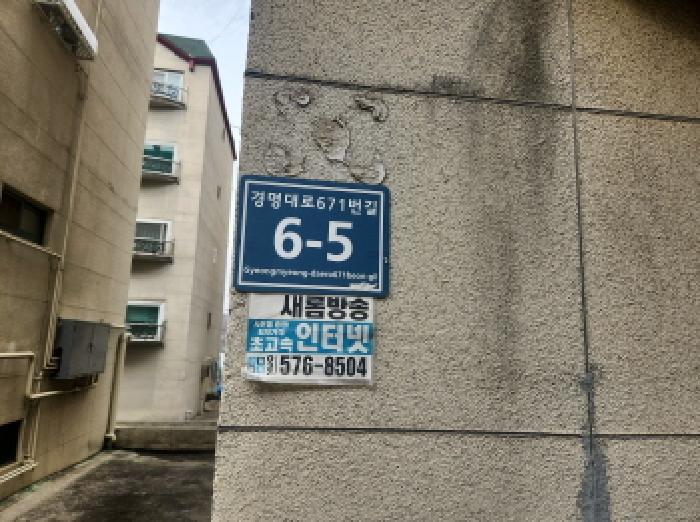 경명대로671번길
6-5
Gyeongmyeong-daero671beon-gil
새롬방송
초고속 인터넷
576-8504